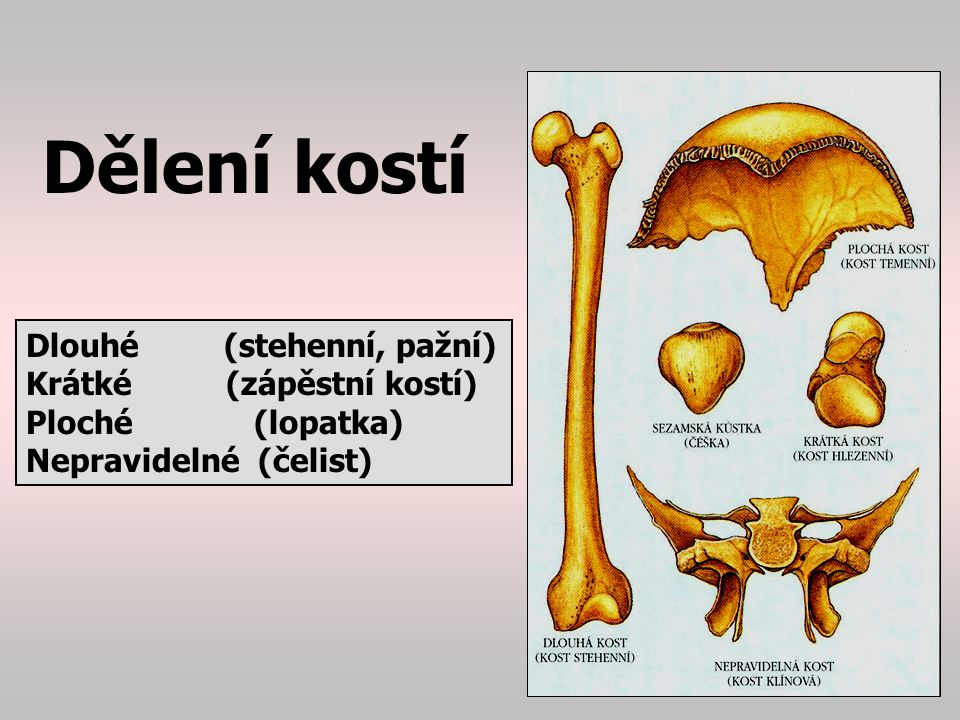 Dělení kostí
Dlouhé (stehenní, pažní)
Krátké (zápěstní kostí)
Ploché (lopatka)
Nepravidelné (čelist)
PLOCHÁ KOST
(KOST TEMENNÍ)
SEZAMSKÁ KŮSTKA
(ČÉŠKA)
KRÁTKÁ KOST
(KOST HLEZENNÍ)
DLOUHÁ KOST
(KOST STEHENNÍ)
NEPRAVIDELNÁ KOST
(KOST KLÍNOVÁ)